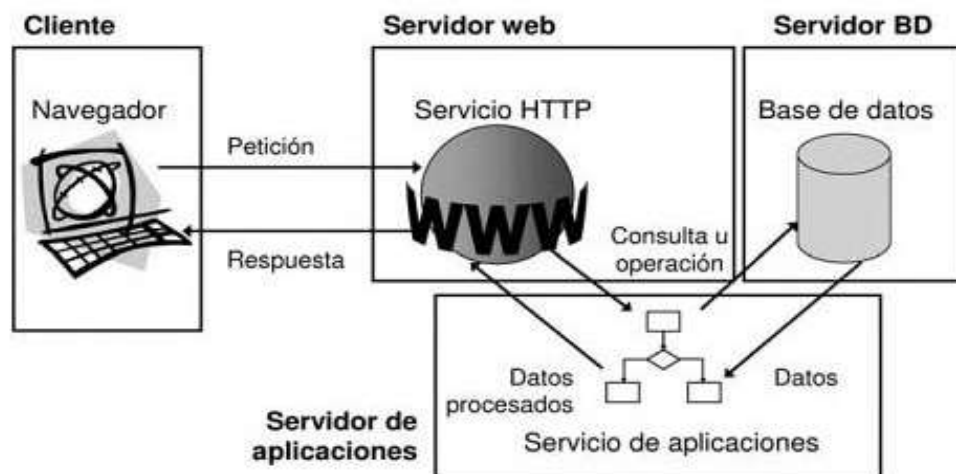 Cliente
Servidor web
Servidor BD
Navegador
Servicio HTTP
Base de datos
Petición
WWW
Respuesta
Consulta u
operación
Datos
procesados
Datos
Servidor de
aplicaciones
Servicio de aplicaciones